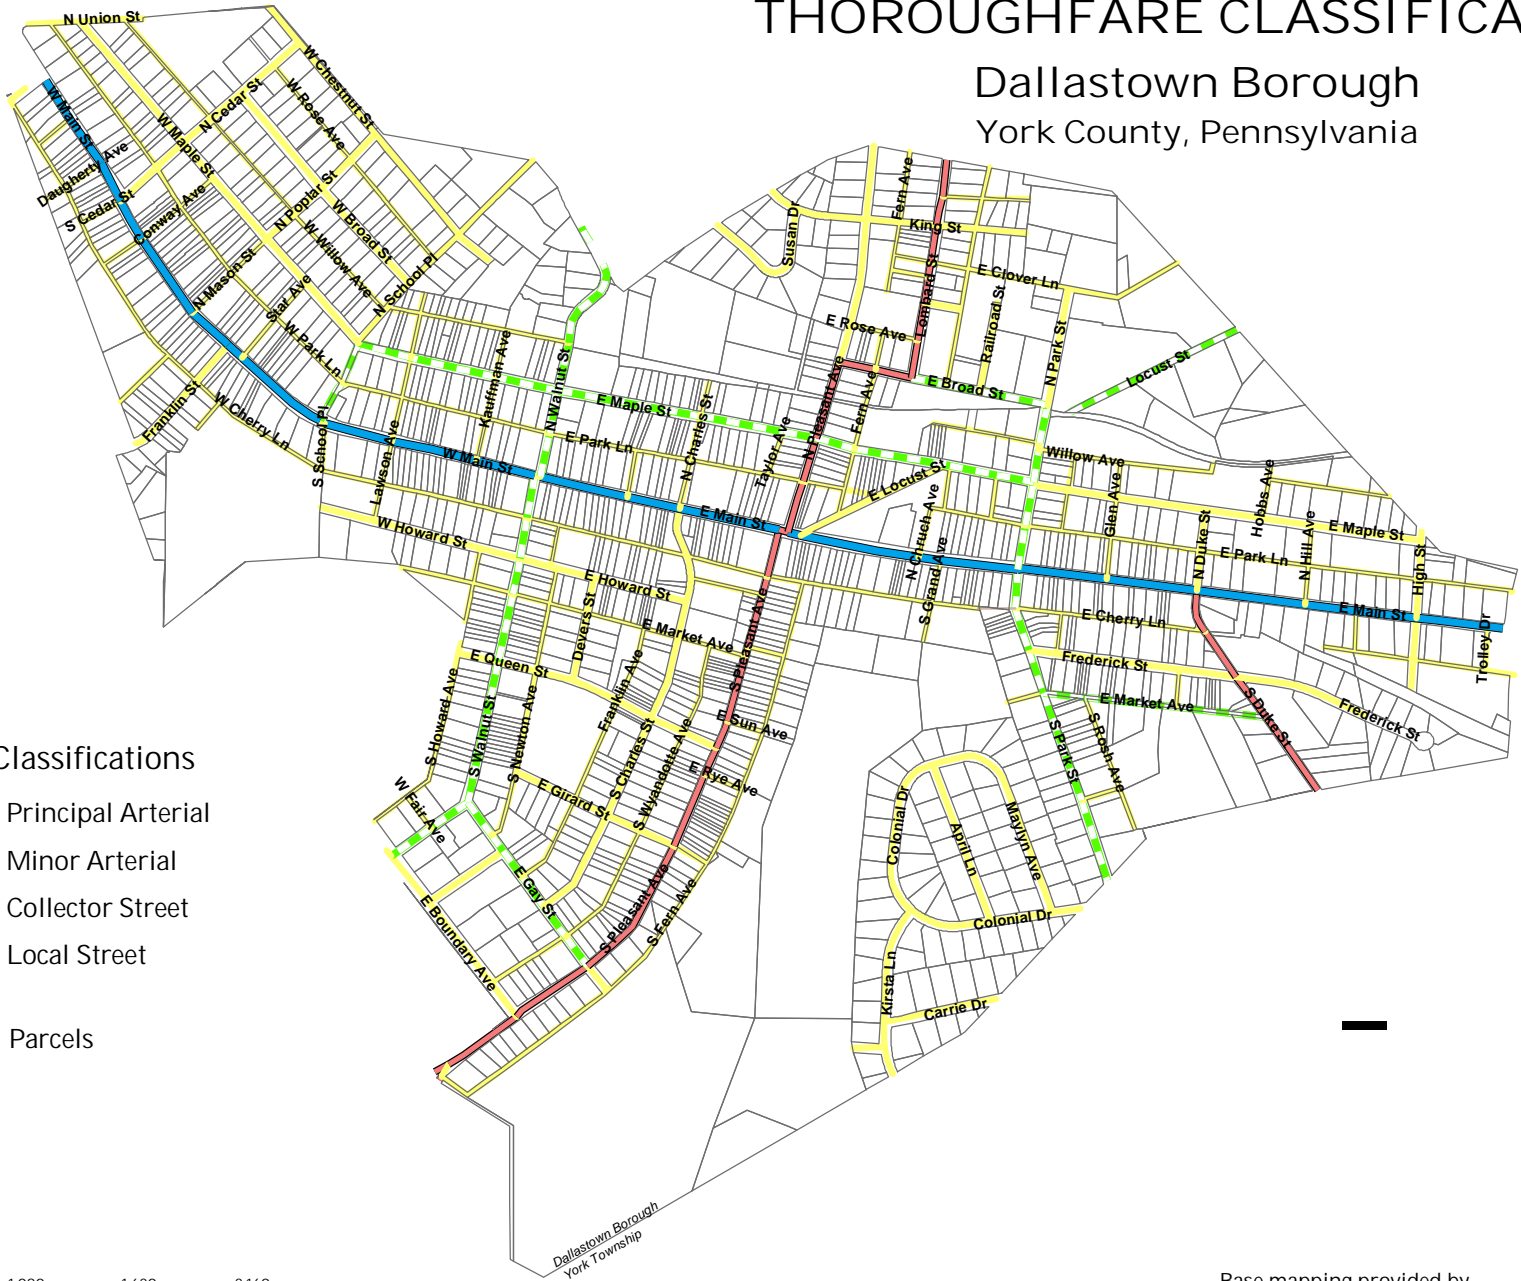 THOROUGHFARE CLASSIFICA
Dallastown Borough
York County, Pennsylvania
N Union St
W Chestnut St
W Main St
N Cedar St
W Rose Ave
W Maple St
Daugherty Ave
S Cedar St
Conway Ave
N Poplar St
W Broad St
W Willow Ave
N School Pl
N Mason St
Star Ave
W Park Ln
Franklin St
W Cherry Ln
S School Pl
Lawson Ave
Kauffman Ave
N Walnut St
E Maple St
E Park Ln
N Charles St
W Main St
Taylor Ave
N Pleasant Ave
Fern Ave
E Rose Ave
Susan Dr
Fern Ave
King St
Lombard St
E Clover Ln
Railroad St
N Park St
E Broad St
Locust St
Willow Ave
E Locust St
N Chruch Ave
S Grand Ave
Glen Ave
Hobbs Ave
N Duke St
N Hill Ave
E Maple St
E Park Ln
High St
E Main St
Trolley Dr
E Main St
W Howard St
E Howard St
Devers St
E Market Ave
S Pleasant Ave
E Queen St
S Howard Ave
S Walnut St
S Newton Ave
Franklin Ave
S Charles St
S Wyandotte Ave
E Sun Ave
E Rye Ave
E Girard St
W Fair Ave
E Gay St
E Boundary Ave
S Pleasant Ave
S Fern Ave
E Cherry Ln
Frederick St
E Market Ave
S Duke St
Frederick St
S Park St
S Rosh Ave
Colonial Dr
April Ln
Maylyn Ave
Colonial Dr
Kirsta Ln
Carrie Dr
Classifications
Principal Arterial
Minor Arterial
Collector Street
Local Street
Parcels
Dallastown Borough
York Township
Base mapping provided by